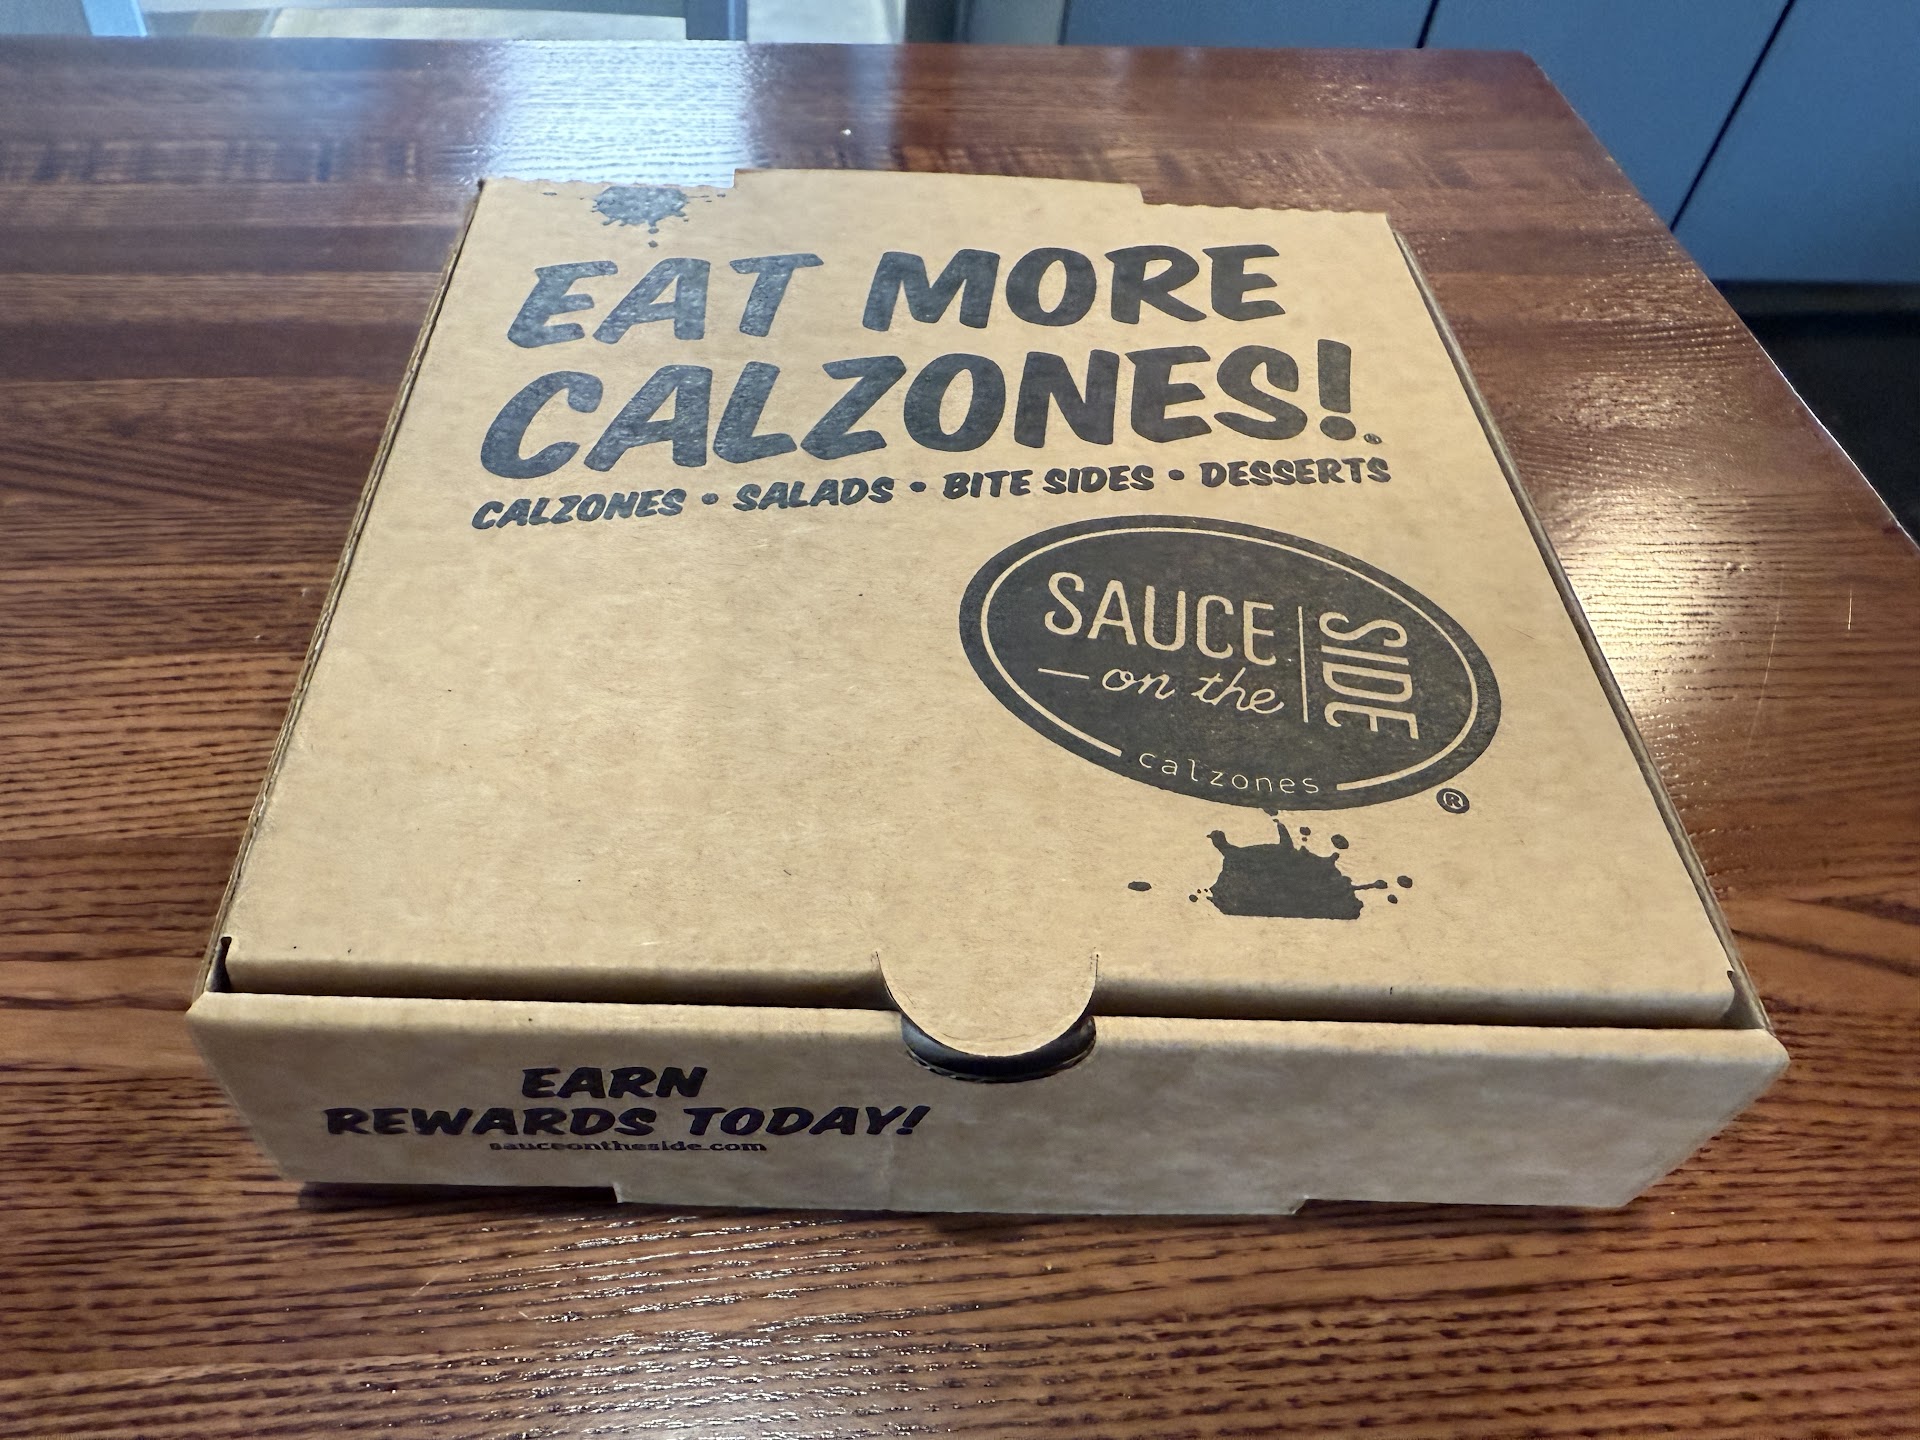 EAT MORE
CALZONES!®
CALZONES • SALADS • BITE SIDES • DESSERTS
SAUCE
on the
SIDE
calzones
®
EARN
REWARDS TODAY!
sauceontheside.com